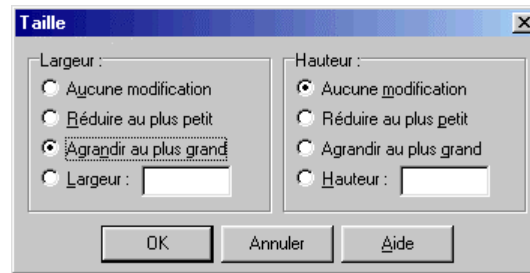 Taille
Largeur :
Aucune modification
Réduire au plus petit
Agrandir au plus grand
Largeur :
Hauteur :
Aucune modification
Réduire au plus petit
Agrandir au plus grand
Hauteur :
OK
Annuler
Aide